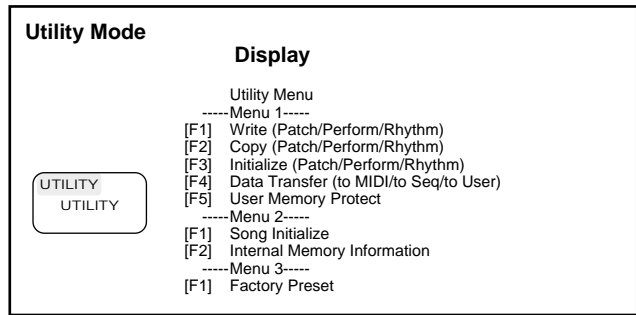 Utility Mode
Display
Utility Menu
-----Menu 1-----
[F1] Write (Patch/Perform/Rhythm)
[F2] Copy (Patch/Perform/Rhythm)
[F3] Initialize (Patch/Perform/Rhythm)
[F4] Data Transfer (to MIDI/to Seq/to User)
[F5] User Memory Protect
-----Menu 2-----
[F1] Song Initialize
[F2] Internal Memory Information
-----Menu 3-----
[F1] Factory Preset
UTILITY
UTILITY